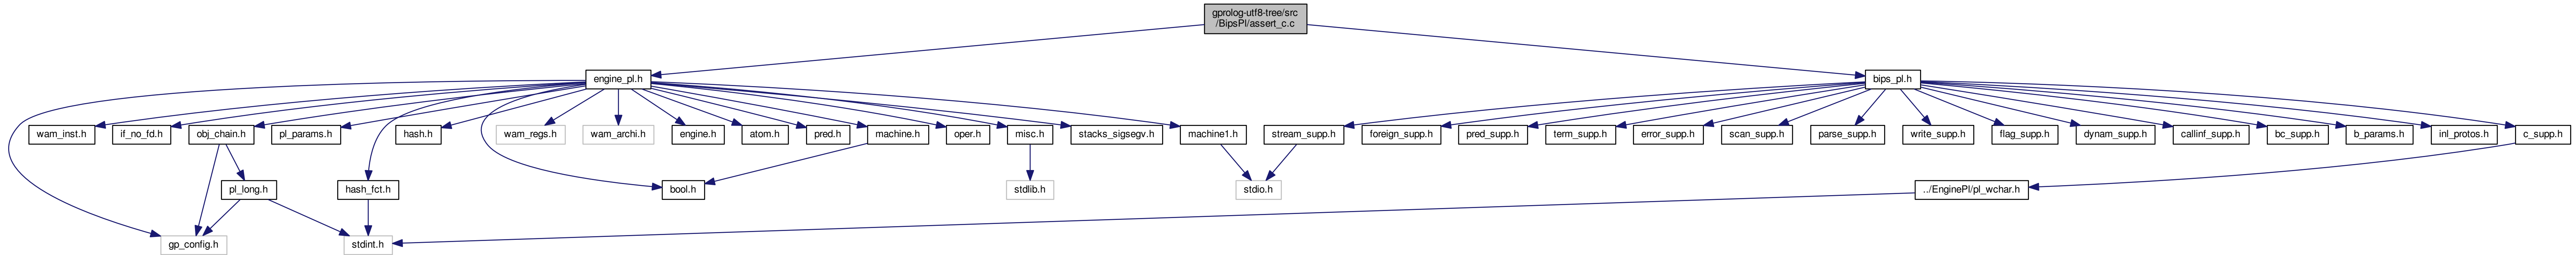 gprolog-utf8-tree/src
/BipsPl/assert_c.c
engine_pl.h
bips_pl.h
wam_inst.h
if_no_fd.h
obj_chain.h
pl_params.h
hash.h
wam_regs.h
wam_archi.h
engine.h
atom.h
pred.h
machine.h
oper.h
misc.h
stacks_sigsegv.h
machine1.h
stream_supp.h
foreign_supp.h
pred_supp.h
term_supp.h
error_supp.h
scan_supp.h
parse_supp.h
write_supp.h
flag_supp.h
dynam_supp.h
callinf_supp.h
bc_supp.h
b_params.h
inl_protos.h
c_supp.h
pl_long.h
hash_fct.h
bool.h
stdlib.h
stdio.h
../EnginePl/pl_wchar.h
gp_config.h
stdint.h